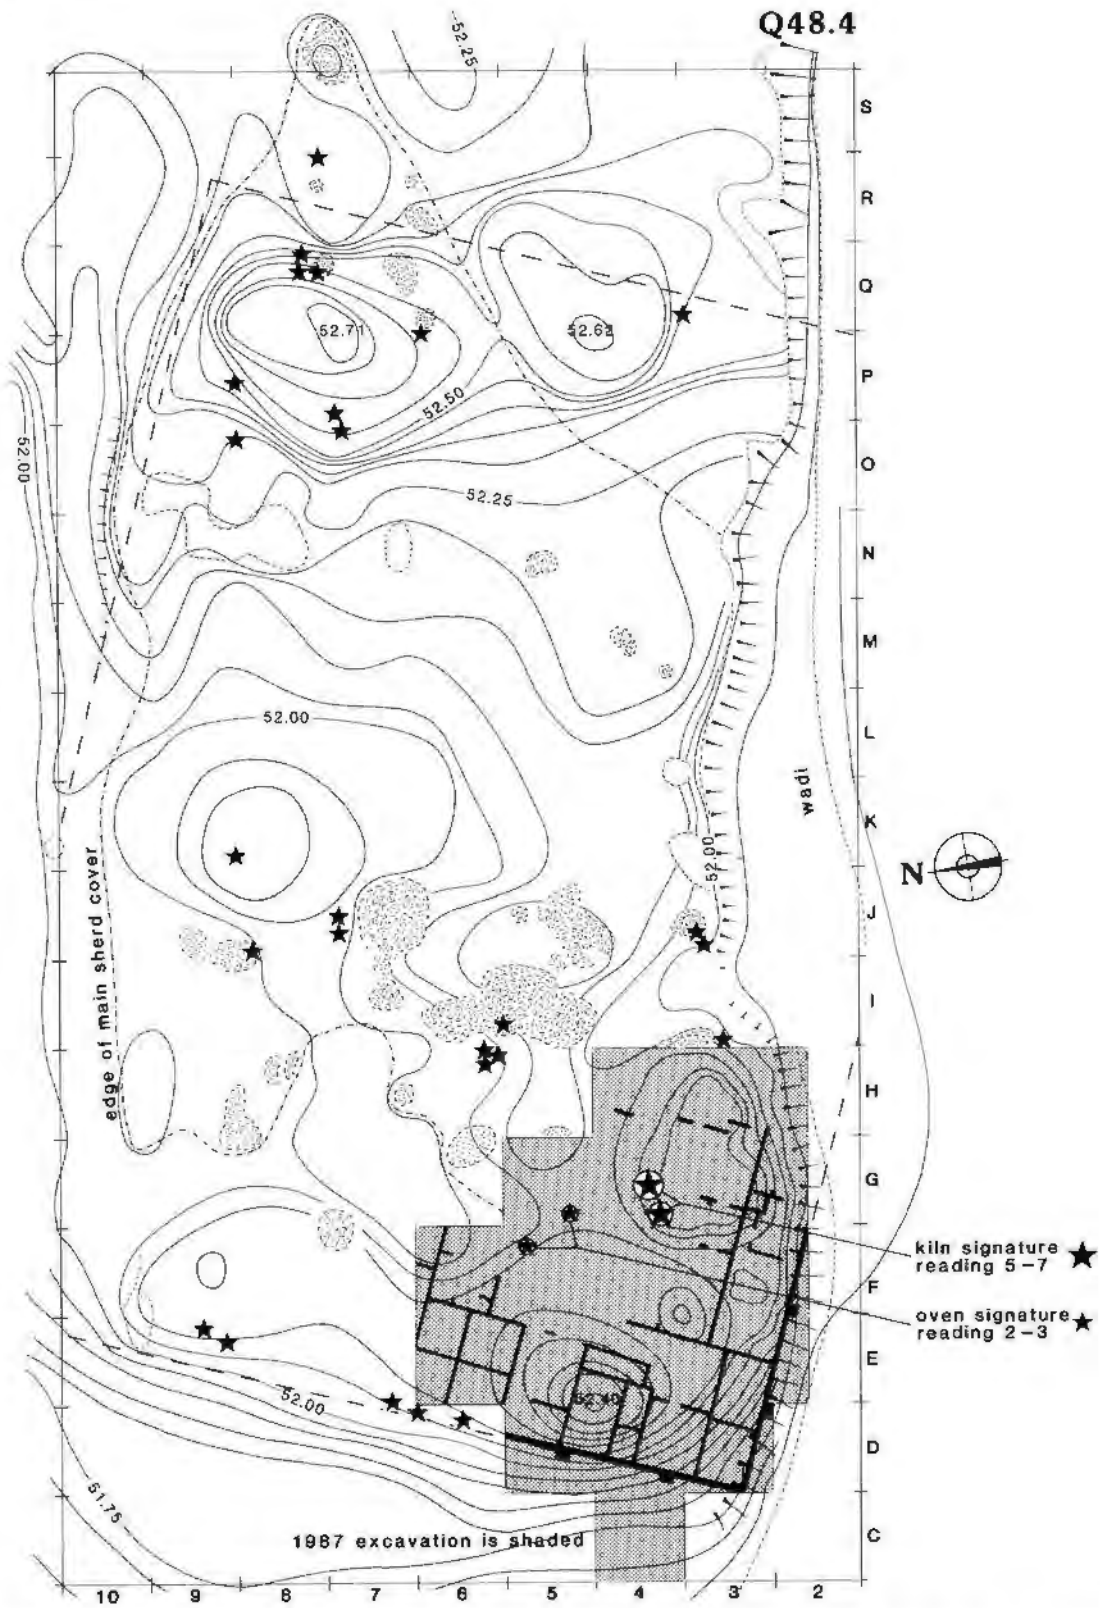 Q48.4
52.25
S
R
Q
52.71
52.62
P
52.50
52.00
O
52.25
N
M
52.00
L
wadi
K
52.00
N
J
edge of main sherd cover
I
H
G
kiln signature
reading 5-7
F
oven signature
reading 2-3
E
52.00
D
51.75
1987 excavation is shaded
C
10 9 8 7 6 5 4 3 2